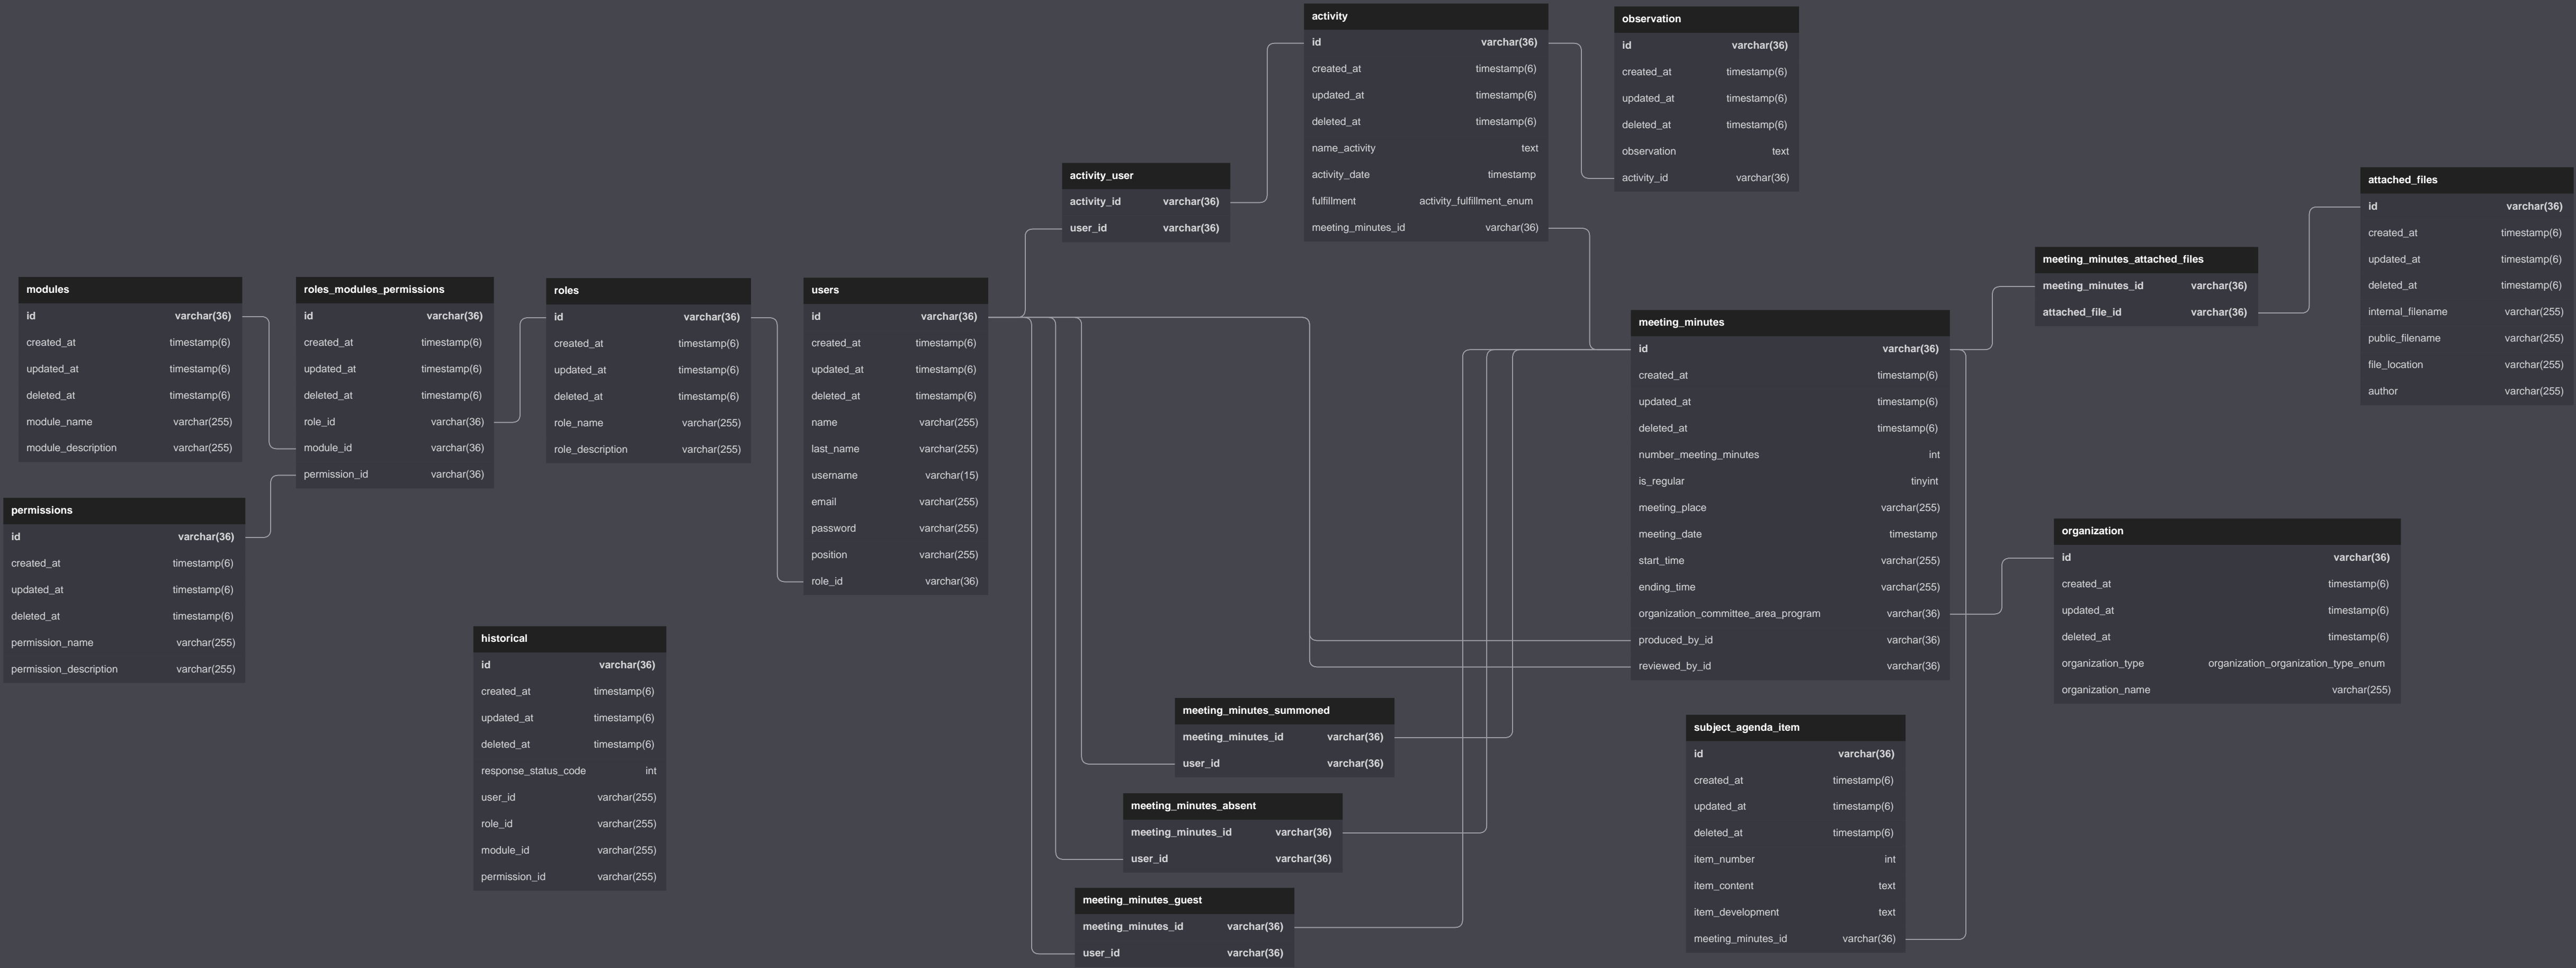 activity
id varchar(36)
created_at timestamp(6)
updated_at timestamp(6)
deleted_at timestamp(6)
name_activity text
activity_date timestamp
fulfillment activity_fulfillment_enum
meeting_minutes_id varchar(36)
observation
id varchar(36)
created_at timestamp(6)
updated_at timestamp(6)
deleted_at timestamp(6)
observation text
activity_id varchar(36)
activity_user
activity_id varchar(36)
user_id varchar(36)
attached_files
id varchar(36)
created_at timestamp(6)
updated_at timestamp(6)
deleted_at timestamp(6)
internal_filename varchar(255)
public_filename varchar(255)
file_location varchar(255)
author varchar(255)
meeting_minutes_attached_files
meeting_minutes_id varchar(36)
attached_file_id varchar(36)
modules
id varchar(36)
created_at timestamp(6)
updated_at timestamp(6)
deleted_at timestamp(6)
module_name varchar(255)
module_description varchar(255)
roles_modules_permissions
id varchar(36)
created_at timestamp(6)
updated_at timestamp(6)
deleted_at timestamp(6)
role_id varchar(36)
module_id varchar(36)
permission_id varchar(36)
roles
id varchar(36)
created_at timestamp(6)
updated_at timestamp(6)
deleted_at timestamp(6)
role_name varchar(255)
role_description varchar(255)
users
id varchar(36)
created_at timestamp(6)
updated_at timestamp(6)
deleted_at timestamp(6)
name varchar(255)
last_name varchar(255)
username varchar(15)
email varchar(255)
password varchar(255)
position varchar(255)
role_id varchar(36)
meeting_minutes
id varchar(36)
created_at timestamp(6)
updated_at timestamp(6)
deleted_at timestamp(6)
number_meeting_minutes int
is_regular tinyint
meeting_place varchar(255)
meeting_date timestamp
start_time varchar(255)
ending_time varchar(255)
organization_committee_area_program varchar(36)
produced_by_id varchar(36)
reviewed_by_id varchar(36)
permissions
id varchar(36)
created_at timestamp(6)
updated_at timestamp(6)
deleted_at timestamp(6)
permission_name varchar(255)
permission_description varchar(255)
organization
id varchar(36)
created_at timestamp(6)
updated_at timestamp(6)
deleted_at timestamp(6)
organization_type organization_organization_type_enum
organization_name varchar(255)
historical
id varchar(36)
created_at timestamp(6)
updated_at timestamp(6)
deleted_at timestamp(6)
response_status_code int
user_id varchar(255)
role_id varchar(255)
module_id varchar(255)
permission_id varchar(255)
meeting_minutes_summoned
meeting_minutes_id varchar(36)
user_id varchar(36)
subject_agenda_item
id varchar(36)
created_at timestamp(6)
updated_at timestamp(6)
deleted_at timestamp(6)
item_number int
item_content text
item_development text
meeting_minutes_id varchar(36)
meeting_minutes_absent
meeting_minutes_id varchar(36)
user_id varchar(36)
meeting_minutes_guest
meeting_minutes_id varchar(36)
user_id varchar(36)